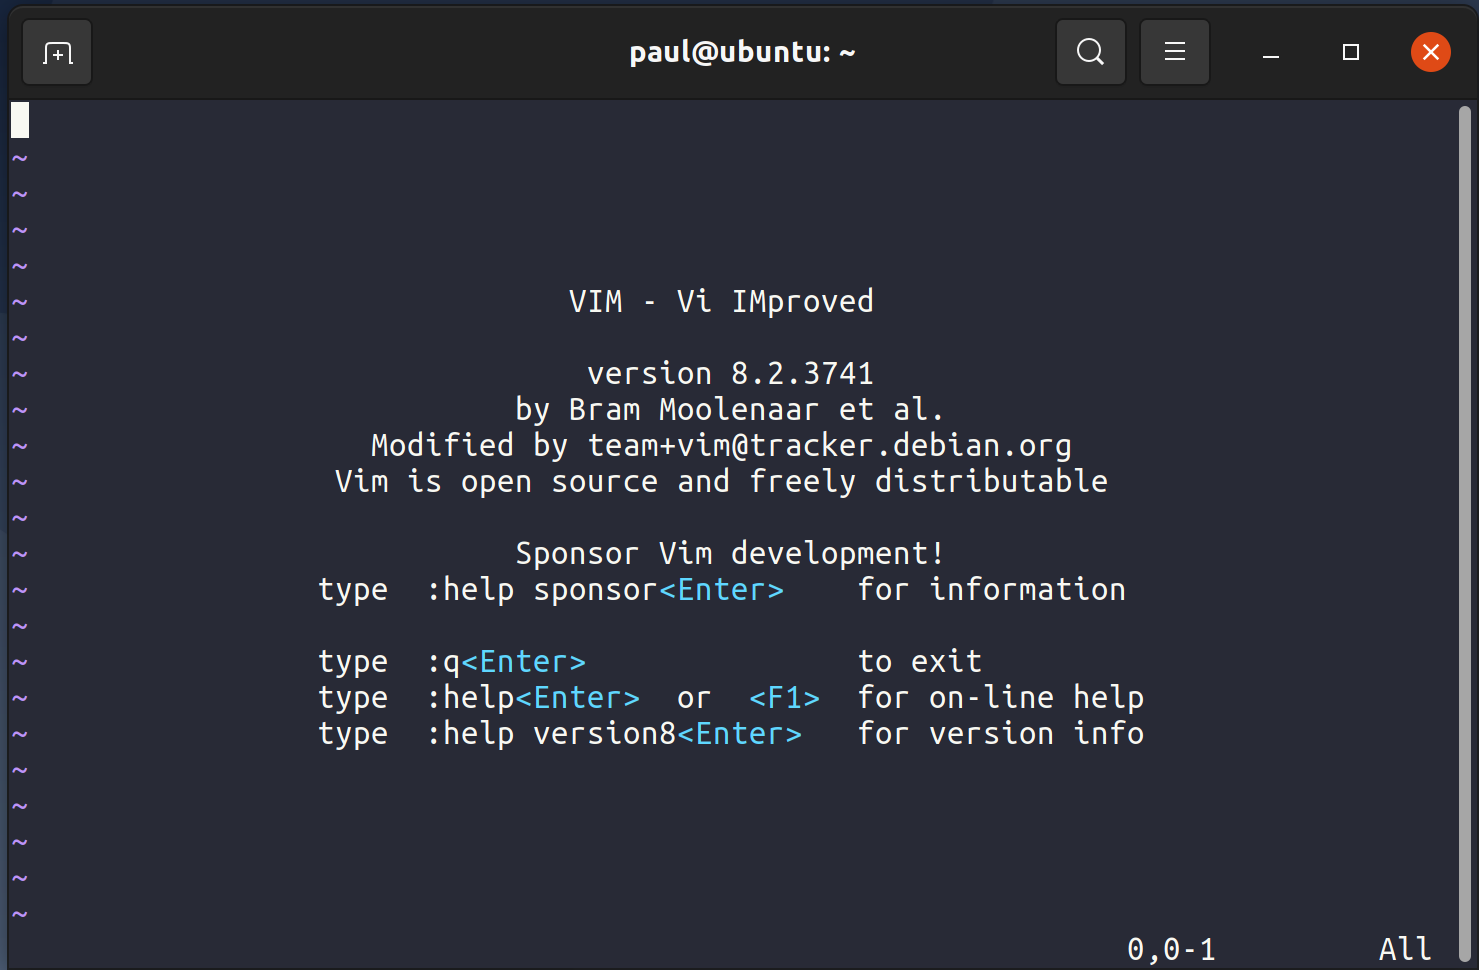 paul@ubuntu: ~
~
~
~
~
~ VIM - Vi IMproved
~
~ version 8.2.3741
~ by Bram Moolenaar et al.
~ Modified by team+vim@tracker.debian.org
~ Vim is open source and freely distributable
~
~ Sponsor Vim development!
~ type :help sponsor<Enter> for information
~
~ type :q<Enter> to exit
~ type :help<Enter> or <F1> for on-line help
~ type :help version8<Enter> for version info
~
~
~
~
~
0,0-1 All